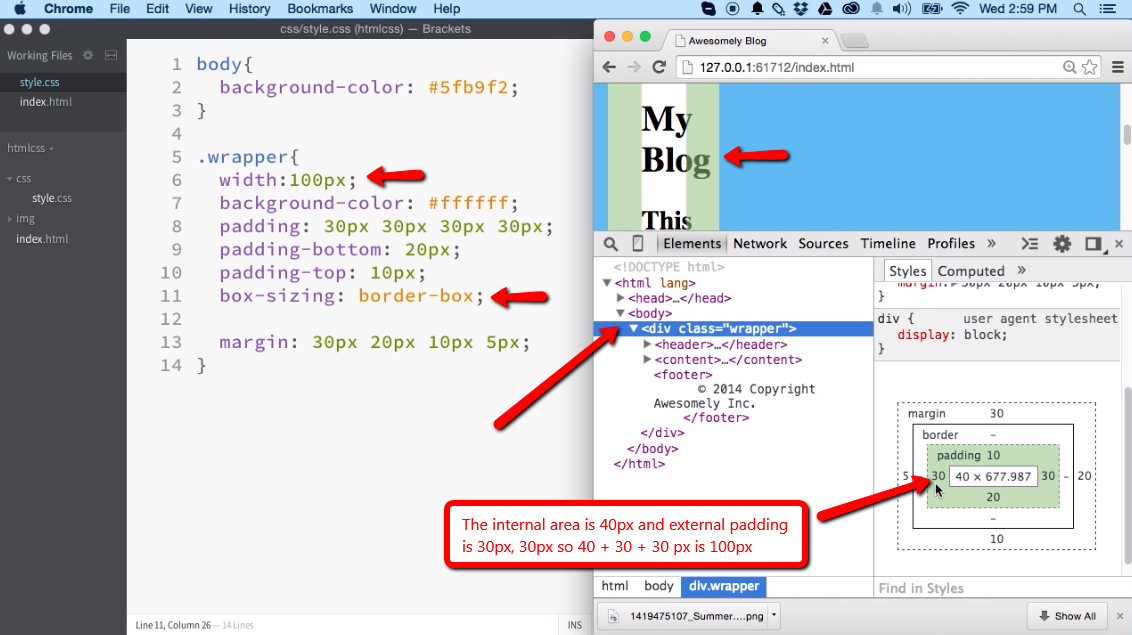 Chrome File Edit View History Bookmarks Window Help Wed 2:59 PM
css/style.css (htmlcss) — Brackets
Working Files
style.css
index.html
htmlcss
css
style.css
img
index.html
1 body{
2 background-color: #5fb9f2;
3 }
4
5 .wrapper{
6 width:100px;
7 background-color: #ffffff;
8 padding: 30px 30px 30px 30px;
9 padding-bottom: 20px;
10 padding-top: 10px;
11 box-sizing: border-box;
12
13 margin: 30px 20px 10px 5px;
14 }
Line 11, Column 26 — 14 Lines
INS
Awesomely Blog
127.0.0.1:61712/index.html
My
Blog
This
Elements Network Sources Timeline Profiles »
<!DOCTYPE html>
<html lang>
<head>…</head>
<body>
<div class="wrapper">
<header>…</header>
<content>…</content>
<footer>
© 2014 Copyright
Awesomely Inc.
</footer>
</div>
</body>
</html>
html body div.wrapper
Styles Computed »
margin: 30px 20px 10px 5px;
}
div { user agent stylesheet
display: block;
}
margin 30
border –
padding 10
5 30 40 × 677.987 30 – 20
20
–
10
Find in Styles
The internal area is 40px and external padding
is 30px, 30px so 40 + 30 + 30 px is 100px
1419475107_Summer....png
Show All